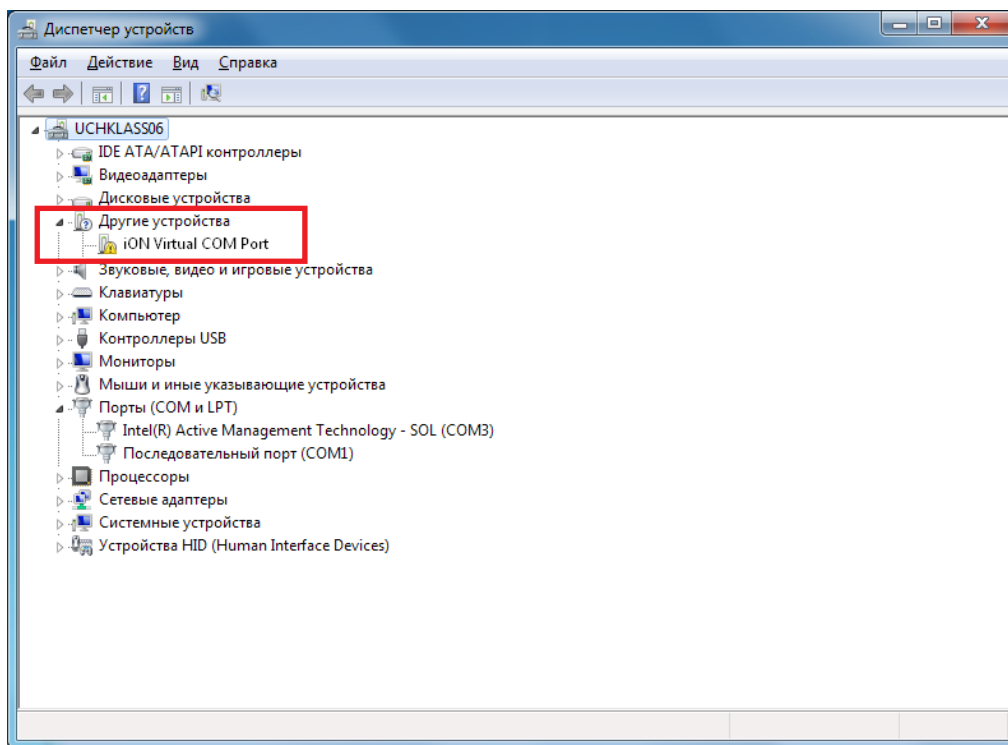 Диспетчер устройств
Файл Действие Вид Справка
UCHKLASS06
IDE ATA/ATAPI контроллеры
Видеоадаптеры
Дисковые устройства
Другие устройства
iON Virtual COM Port
Звуковые, видео и игровые устройства
Клавиатуры
Компьютер
Контроллеры USB
Мониторы
Мыши и иные указывающие устройства
Порты (COM и LPT)
Intel(R) Active Management Technology - SOL (COM3)
Последовательный порт (COM1)
Процессоры
Сетевые адаптеры
Системные устройства
Устройства HID (Human Interface Devices)